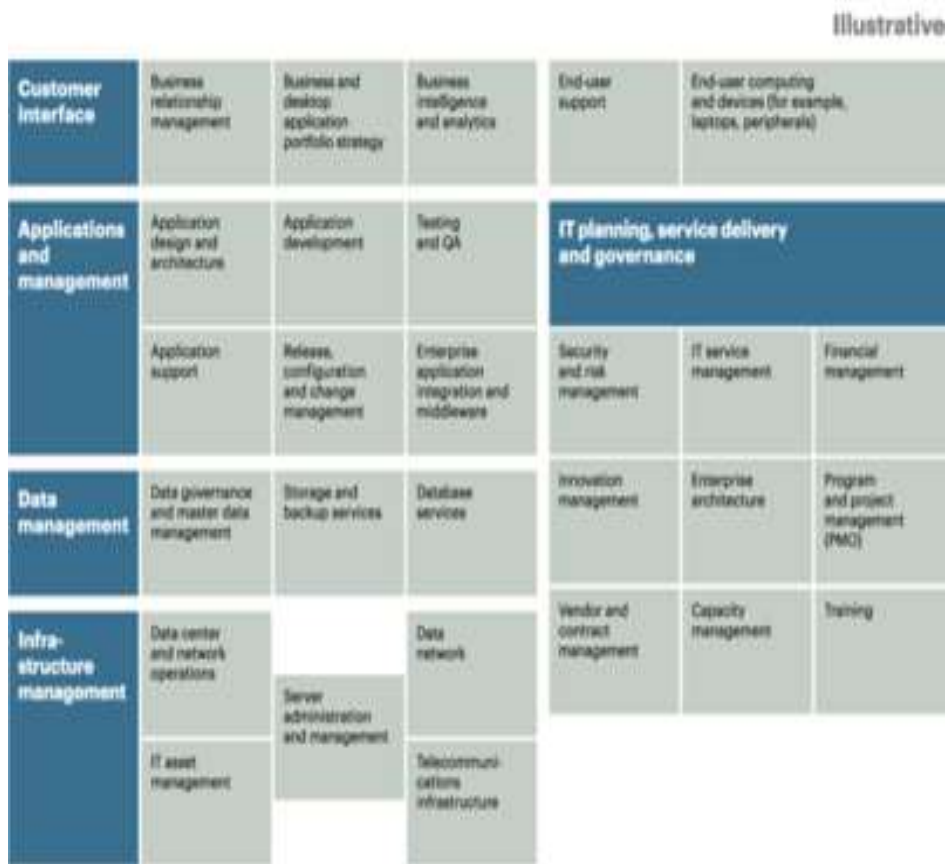 Illustrative
Customer
interface
Business
relationship
management
Business and
desktop
application
portfolio strategy
Business
intelligence
and analytics
End-user
support
End-user computing
and devices (for example,
laptops, peripherals)
Applications
and
management
Application
design and
architecture
Application
development
Testing
and QA
Application
support
Release,
configuration
and change
management
Enterprise
application
integration and
middleware
IT planning, service delivery
and governance
Security
and risk
management
IT service
management
Financial
management
Innovation
management
Enterprise
architecture
Program
and project
management
(PMO)
Vendor and
contract
management
Capacity
management
Training
Data
management
Data governance
and master data
management
Storage and
backup services
Database
services
Infra-
structure
management
Data center
and network
operations
Server
administration
and management
Data
network
IT asset
management
Telecommuni-
cations
infrastructure